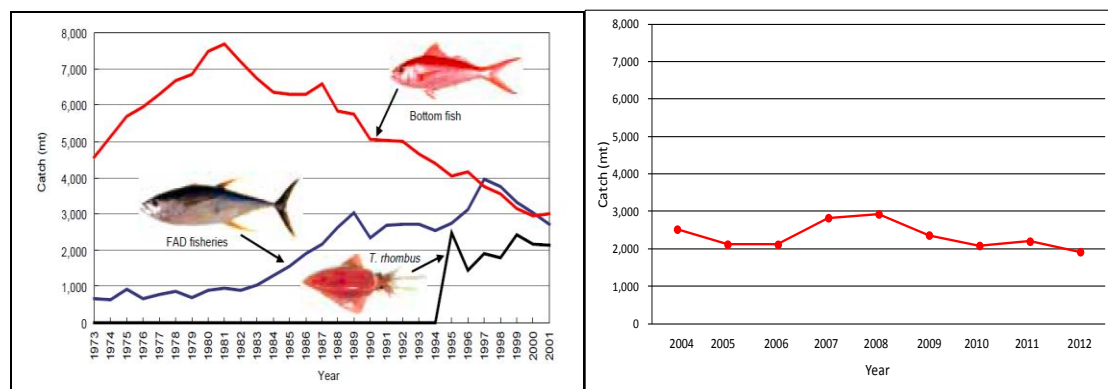 8,000
7,000
6,000
5,000
4,000
3,000
2,000
1,000
0
Catch (mt)
Bottom fish
FAD fisheries
T. rhombus
1973 1974 1975 1976 1977 1978 1979 1980 1981 1982 1983 1984 1985 1986 1987 1988 1989 1990 1991 1992 1993 1994 1995 1996 1997 1998 1999 2000 2001
Year
8,000
7,000
6,000
5,000
4,000
3,000
2,000
1,000
0
Catch (mt)
2004 2005 2006 2007 2008 2009 2010 2011 2012
Year